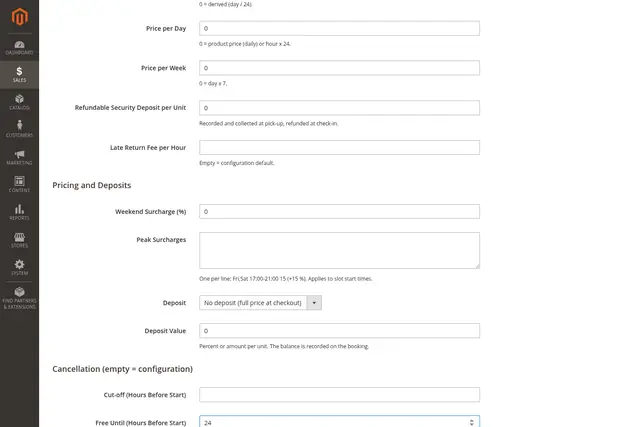 0 = derived (day / 24).
Price per Day
0
0 = product price (daily) or hour x 24.
Price per Week
0
0 = day x 7.
Refundable Security Deposit per Unit
0
Recorded and collected at pick-up, refunded at check-in.
Late Return Fee per Hour
Empty = configuration default.
Pricing and Deposits
Weekend Surcharge (%)
0
Peak Surcharges
One per line: Fri,Sat 17:00-21:00 15 (+15 %). Applies to slot start times.
Deposit
No deposit (full price at checkout)
Deposit Value
0
Percent or amount per unit. The balance is recorded on the booking.
Cancellation (empty = configuration)
Cut-off (Hours Before Start)
Free Until (Hours Before Start)
24
DASHBOARD
SALES
CATALOG
CUSTOMERS
MARKETING
CONTENT
REPORTS
STORES
SYSTEM
FIND PARTNERS
& EXTENSIONS